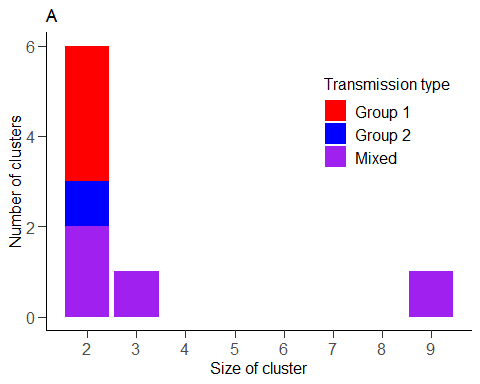 A
Number of clusters
6
4
2
0
Transmission type
Group 1
Group 2
Mixed
2 3 4 5 6 7 8 9
Size of cluster